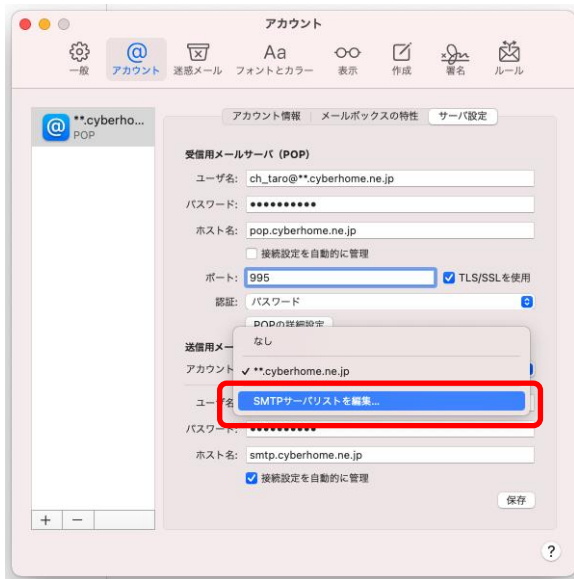 アカウント
一般 アカウント 迷惑メール フォントとカラー 表示 作成 署名 ルール
**.cyberho...
POP
アカウント情報 メールボックスの特性 サーバ設定
受信用メールサーバ（POP）
ユーザ名: ch_taro@**.cyberhome.ne.jp
パスワード: ●●●●●●●●●●
ホスト名: pop.cyberhome.ne.jp
接続設定を自動的に管理
ポート: 995 TLS/SSLを使用
認証: パスワード
POPの詳細設定
なし
送信用メー
アカウント ✓ **.cyberhome.ne.jp
SMTPサーバリストを編集...
ユーザ名
パスワード: ●●●●●●●●●●
ホスト名: smtp.cyberhome.ne.jp
接続設定を自動的に管理
保存
+ −
?